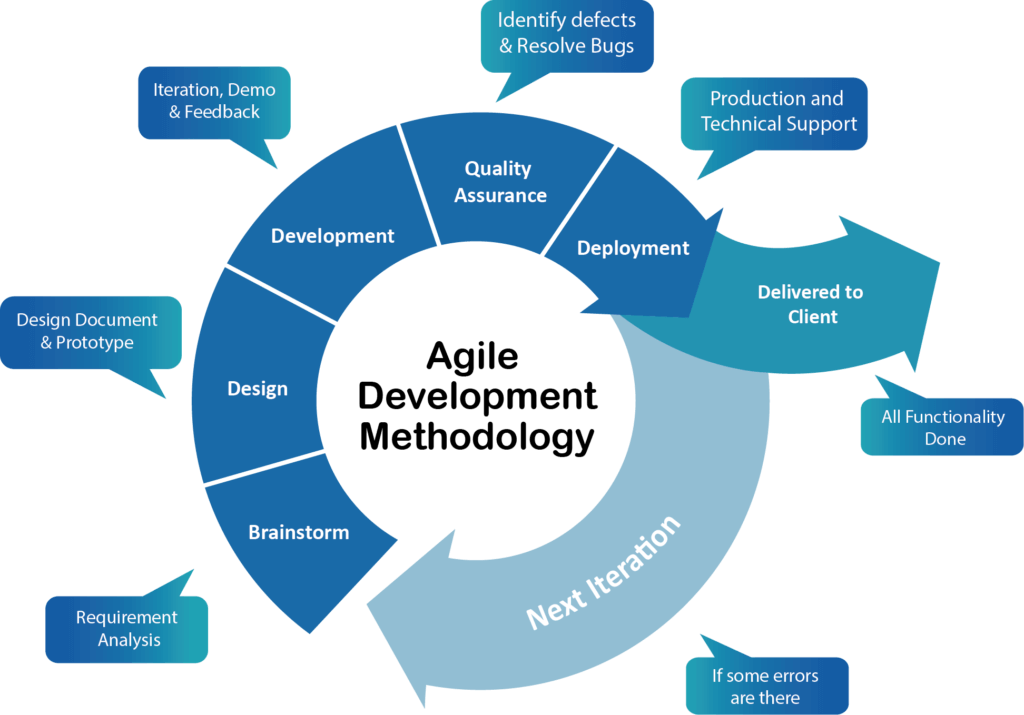 Identify defects
& Resolve Bugs
Iteration, Demo
& Feedback
Production and
Technical Support
Quality
Assurance
Development
Deployment
Delivered to
Client
Design Document
& Prototype
Design
Agile
Development
Methodology
All Functionality
Done
Brainstorm
Next Iteration
Requirement
Analysis
If some errors
are there